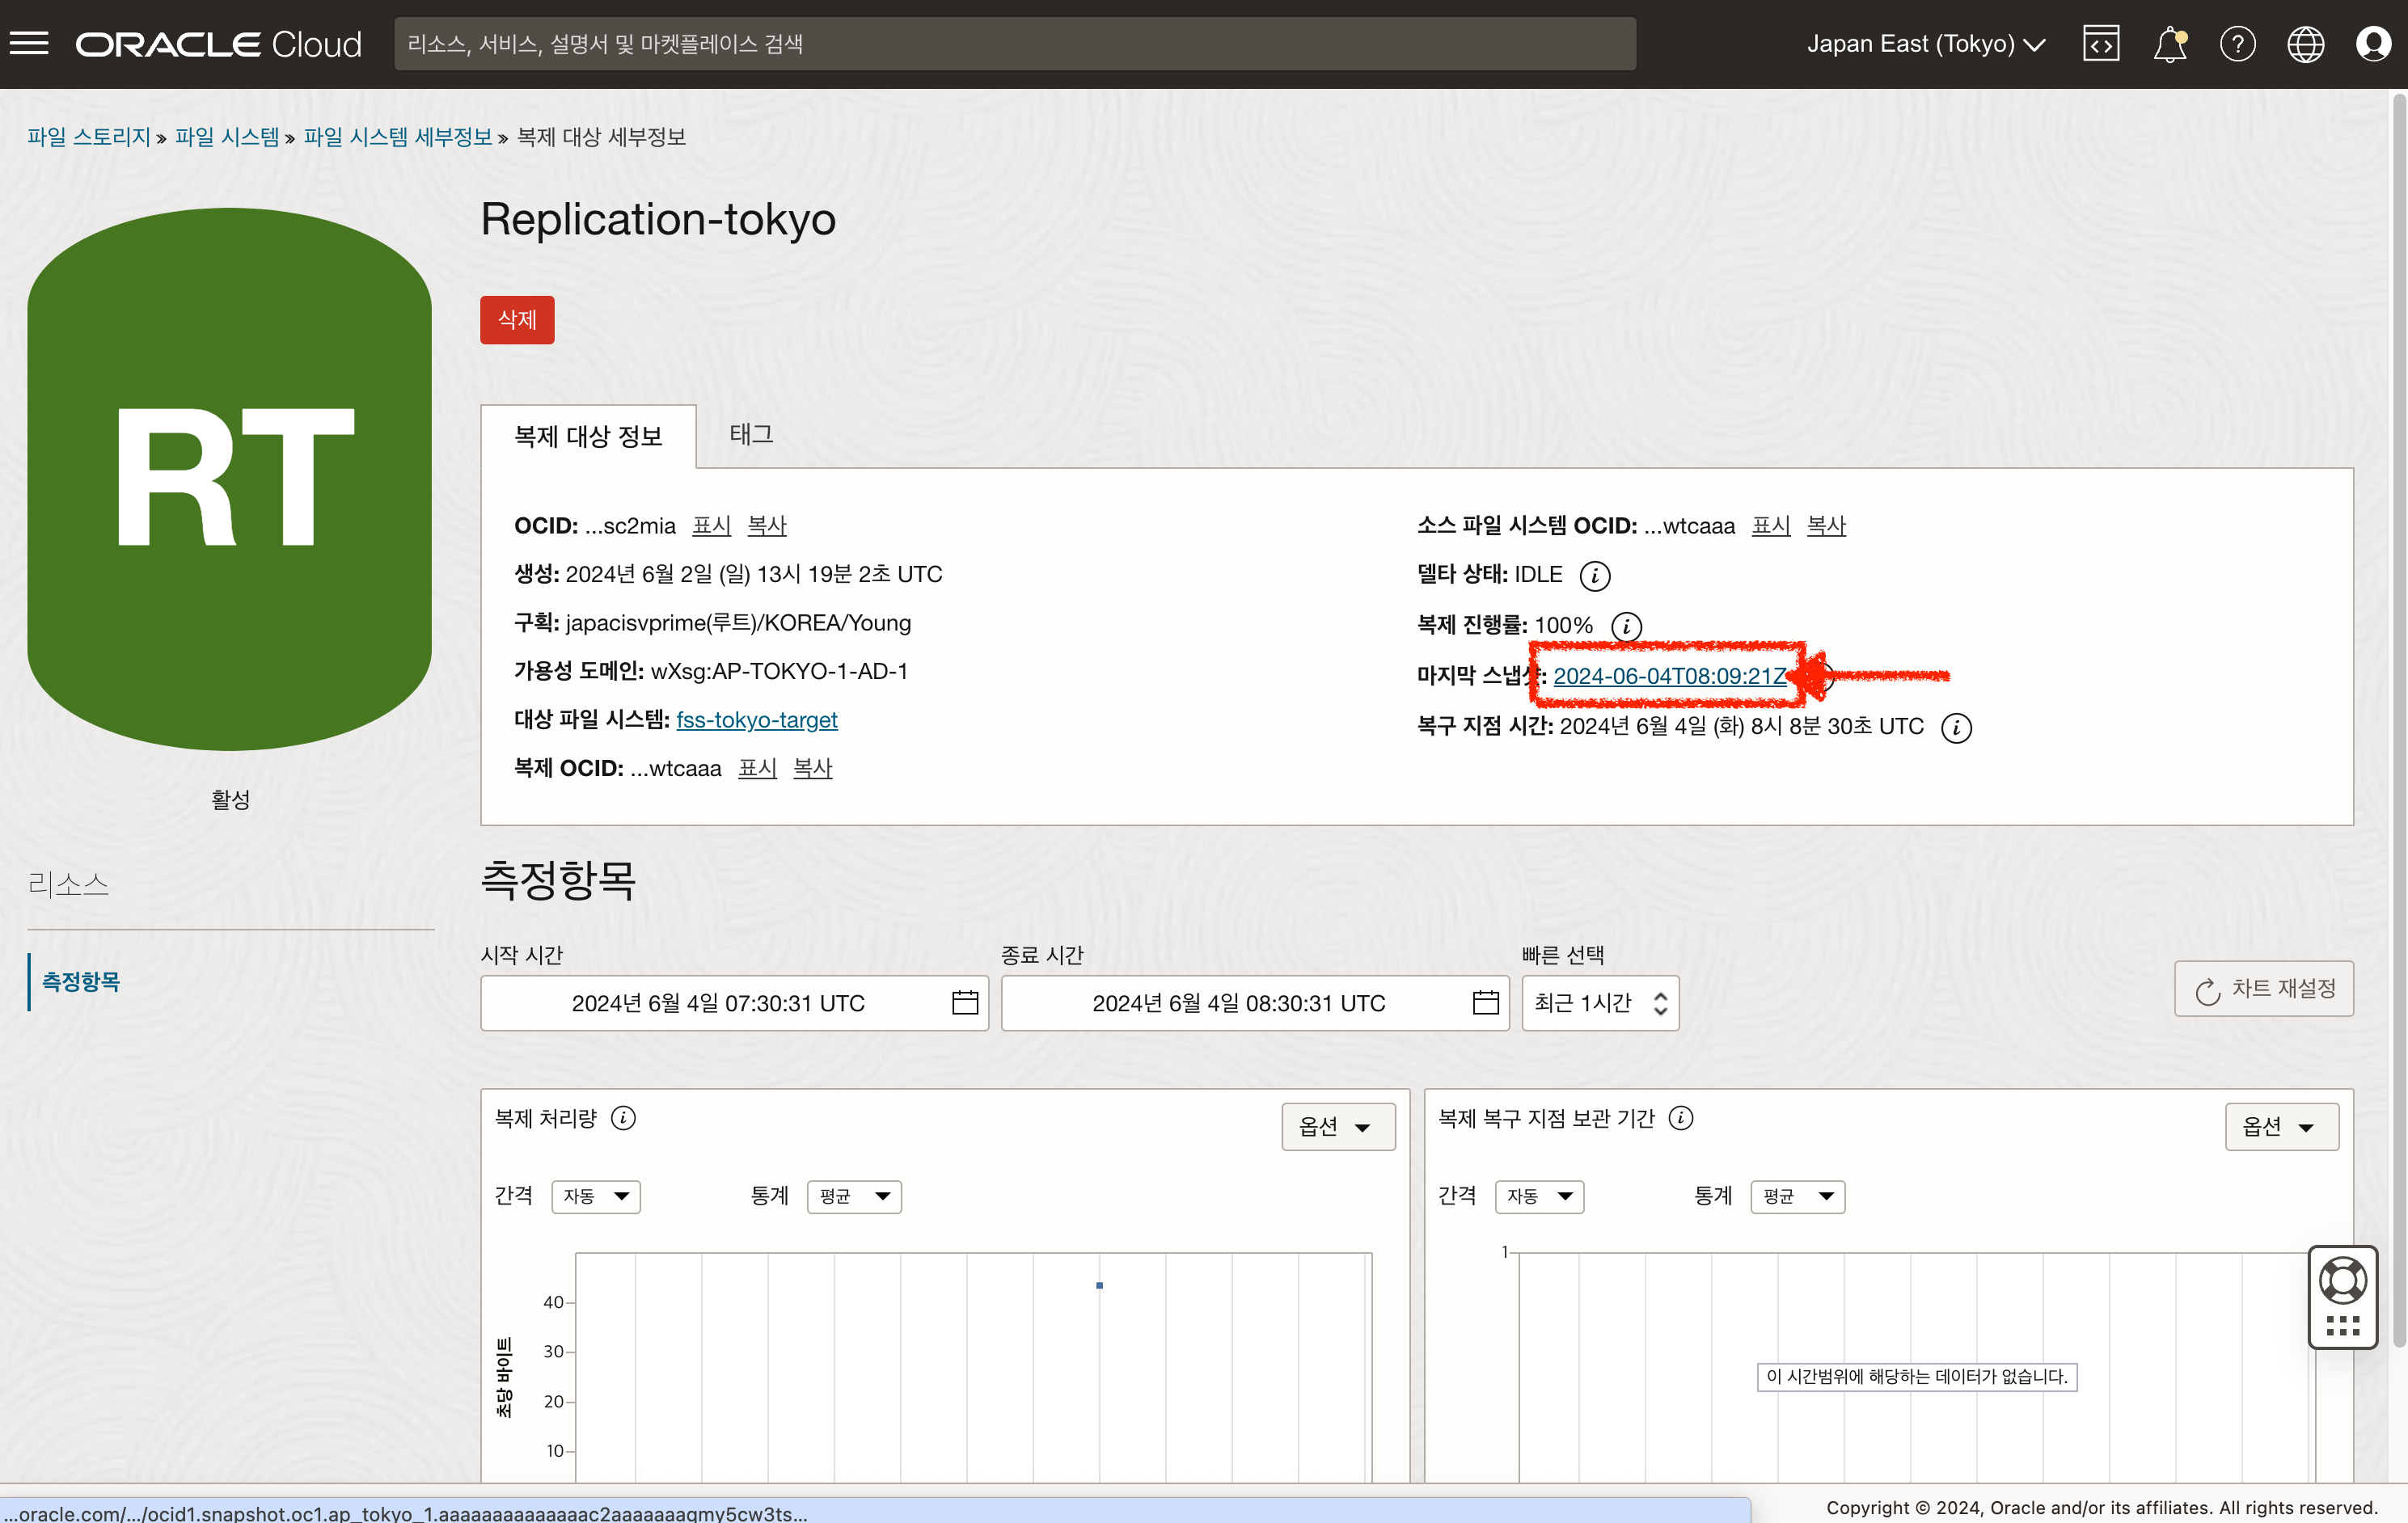 ORACLE Cloud
리소스, 서비스, 설명서 및 마켓플레이스 검색
Japan East (Tokyo)
파일 스토리지 » 파일 시스템 » 파일 시스템 세부정보 » 복제 대상 세부정보
RT
활성
리소스
측정항목
Replication-tokyo
삭제
복제 대상 정보
태그
OCID: ...sc2mia 표시 복사
생성: 2024년 6월 2일 (일) 13시 19분 2초 UTC
구획: japacisvprime(루트)/KOREA/Young
가용성 도메인: wXsg:AP-TOKYO-1-AD-1
대상 파일 시스템: fss-tokyo-target
복제 OCID: ...wtcaaa 표시 복사
소스 파일 시스템 OCID: ...wtcaaa 표시 복사
델타 상태: IDLE
복제 진행률: 100%
마지막 스냅샷: 2024-06-04T08:09:21Z
복구 지점 시간: 2024년 6월 4일 (화) 8시 8분 30초 UTC
측정항목
시작 시간
2024년 6월 4일 07:30:31 UTC
종료 시간
2024년 6월 4일 08:30:31 UTC
빠른 선택
최근 1시간
차트 재설정
복제 처리량
옵션
간격 자동
통계 평균
초당 바이트
40
30
20
10
복제 복구 지점 보관 기간
옵션
간격 자동
통계 평균
1
이 시간범위에 해당하는 데이터가 없습니다.
...oracle.com/.../ocid1.snapshot.oc1.ap_tokyo_1.aaaaaaaaaaaaaac2aaaaaaaqmy5cw3ts...
Copyright © 2024, Oracle and/or its affiliates. All rights reserved.